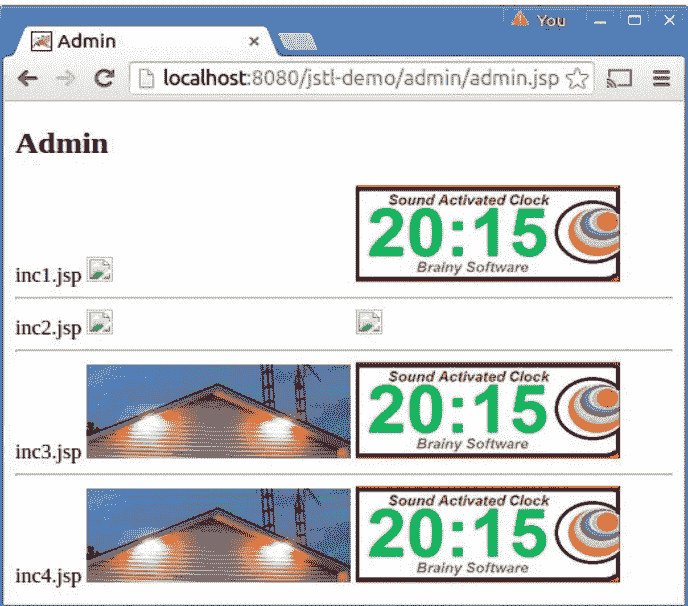 You
Admin
localhost:8080/jstl-demo/admin/admin.jsp
Admin
Sound Activated Clock
20:15
Brainy Software
inc1.jsp
inc2.jsp
Sound Activated Clock
20:15
Brainy Software
inc3.jsp
Sound Activated Clock
20:15
Brainy Software
inc4.jsp